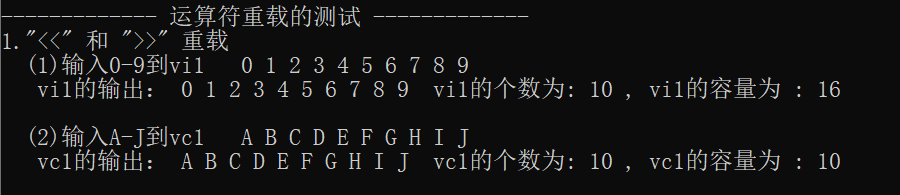 ------------- 运算符重载的测试 -------------
1."<<" 和 ">>" 重载
(1)输入0-9到vi1 0 1 2 3 4 5 6 7 8 9
vi1的输出: 0 1 2 3 4 5 6 7 8 9 vi1的个数为: 10 , vi1的容量为 : 16
(2)输入A-J到vc1 A B C D E F G H I J
vc1的输出: A B C D E F G H I J vc1的个数为: 10 , vc1的容量为 : 10